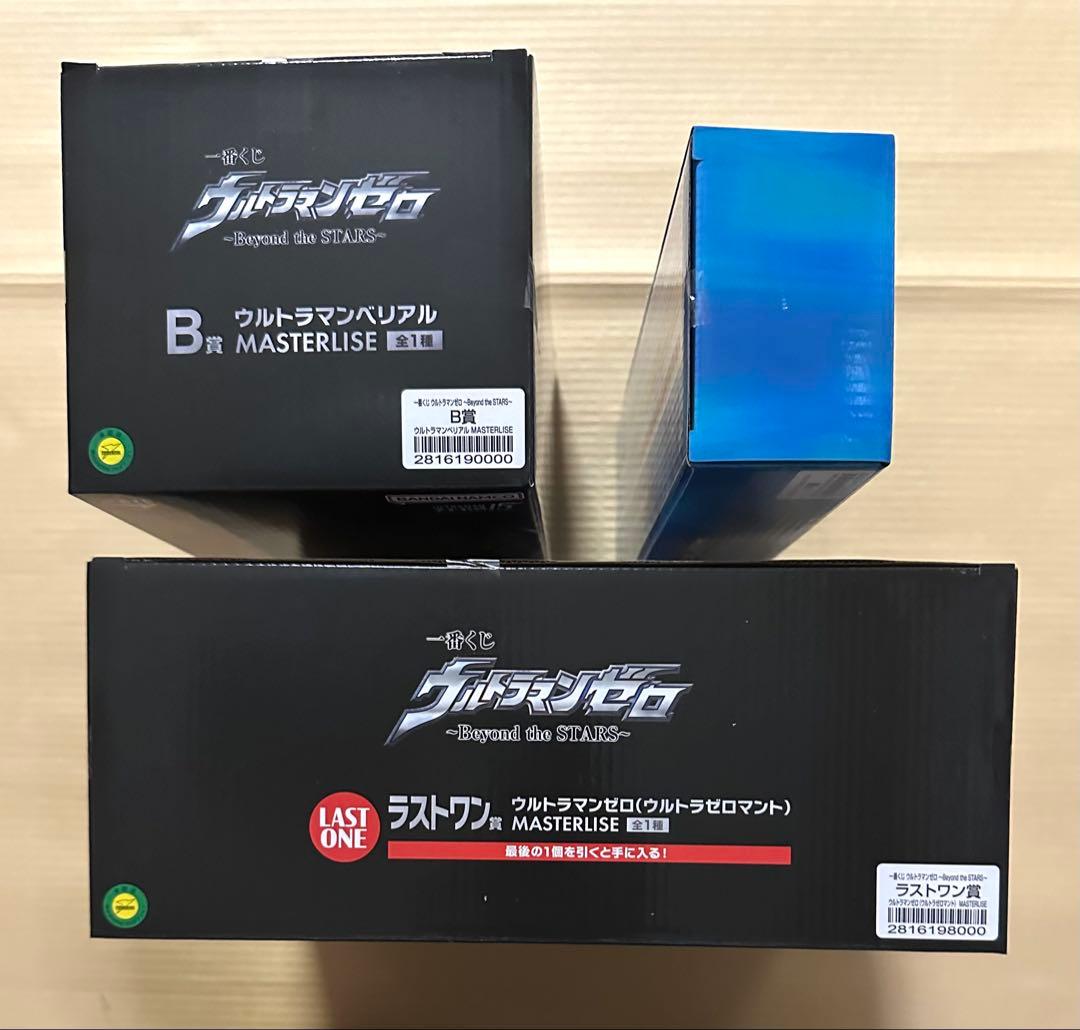 一番くじ
ウルトラマンゼロ
~Beyond the STARS~
B賞
ウルトラマンベリアル
MASTERLISE 全1種
一番くじ ウルトラマンゼロ ~Beyond the STARS~
B賞
ウルトラマンベリアル MASTERLISE
2816190000
BANDAI NAMCO
一番くじ
ウルトラマンゼロ
~Beyond the STARS~
LAST ONE
ラストワン賞
ウルトラマンゼロ(ウルトラゼロマント)
MASTERLISE 全1種
最後の1個を引くと手に入る!
一番くじ ウルトラマンゼロ ~Beyond the STARS~
ラストワン賞
ウルトラマンゼロ(ウルトラゼロマント) MASTERLISE
2816198000